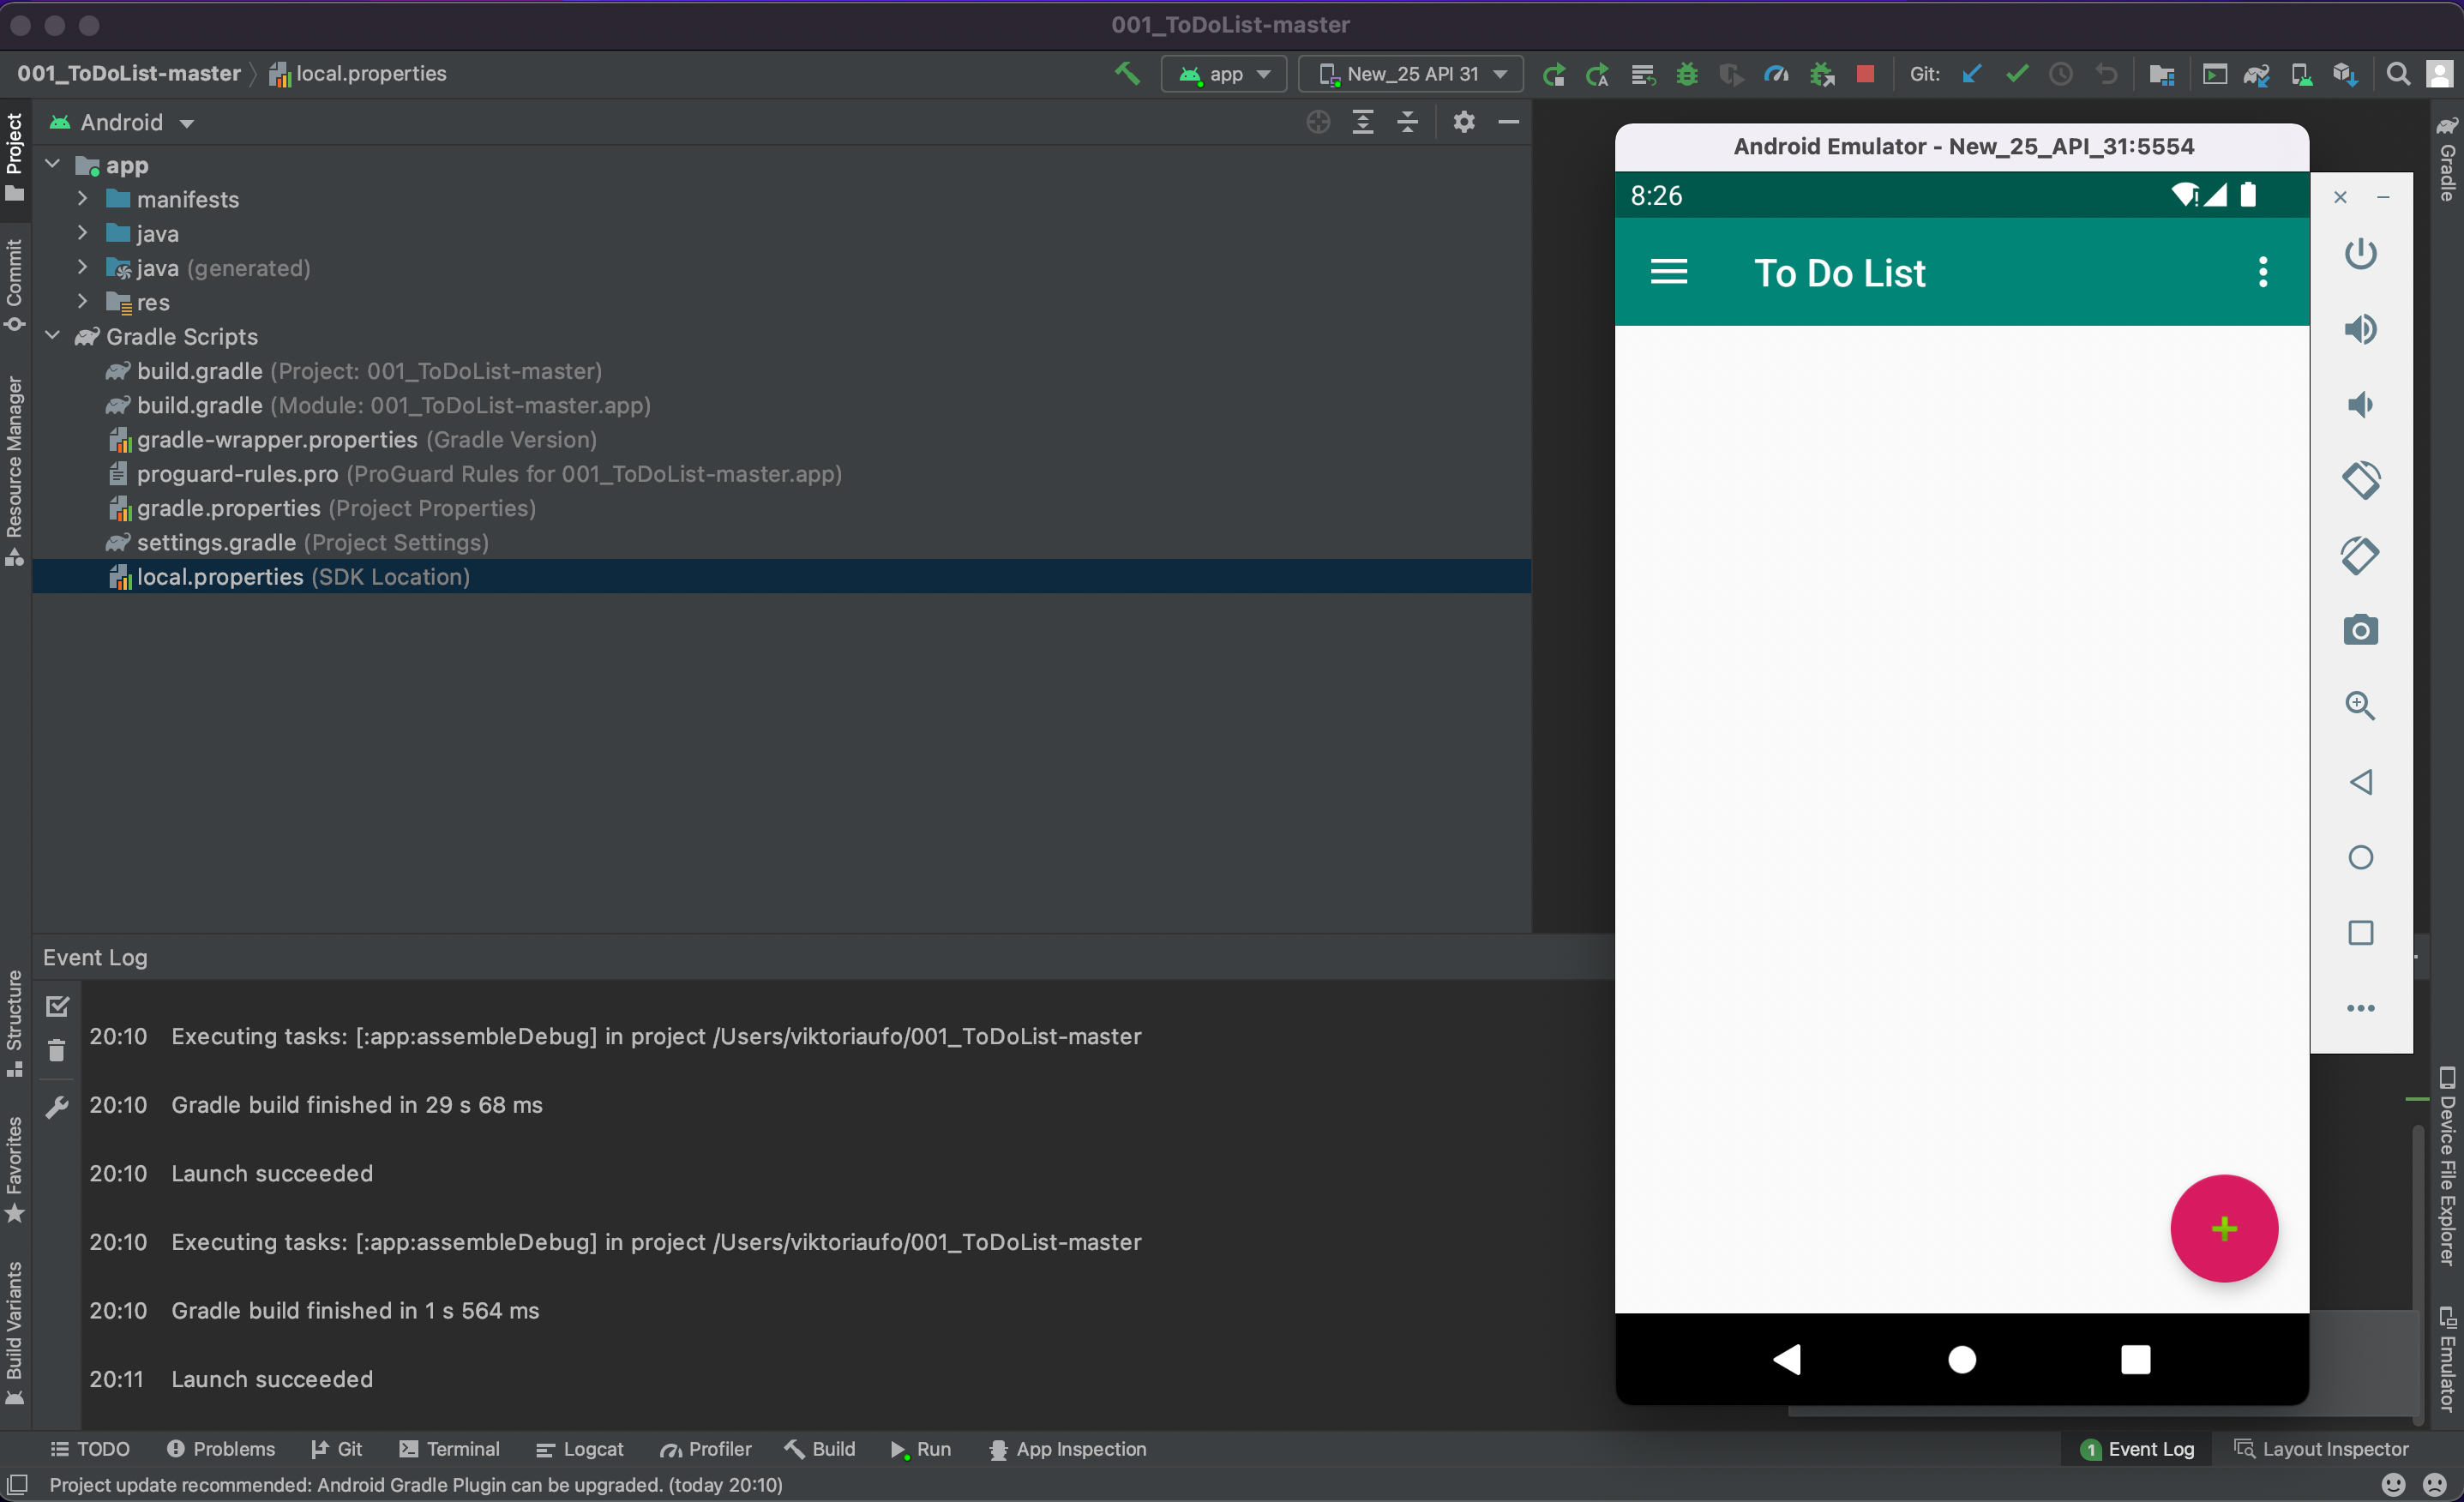 001_ToDoList-master
001_ToDoList-master
local.properties
app
New_25 API 31
Git:
Android
app
manifests
java
java (generated)
res
Gradle Scripts
build.gradle (Project: 001_ToDoList-master)
build.gradle (Module: 001_ToDoList-master.app)
gradle-wrapper.properties (Gradle Version)
proguard-rules.pro (ProGuard Rules for 001_ToDoList-master.app)
gradle.properties (Project Properties)
settings.gradle (Project Settings)
local.properties (SDK Location)
Project
Commit
Resource Manager
Structure
Favorites
Build Variants
Android Emulator - New_25_API_31:5554
8:26
To Do List
Gradle
Device File Explorer
Emulator
Event Log
20:10 Executing tasks: [:app:assembleDebug] in project /Users/viktoriaufo/001_ToDoList-master
20:10 Gradle build finished in 29 s 68 ms
20:10 Launch succeeded
20:10 Executing tasks: [:app:assembleDebug] in project /Users/viktoriaufo/001_ToDoList-master
20:10 Gradle build finished in 1 s 564 ms
20:11 Launch succeeded
TODO
Problems
Git
Terminal
Logcat
Profiler
Build
Run
App Inspection
1 Event Log
Layout Inspector
Project update recommended: Android Gradle Plugin can be upgraded. (today 20:10)